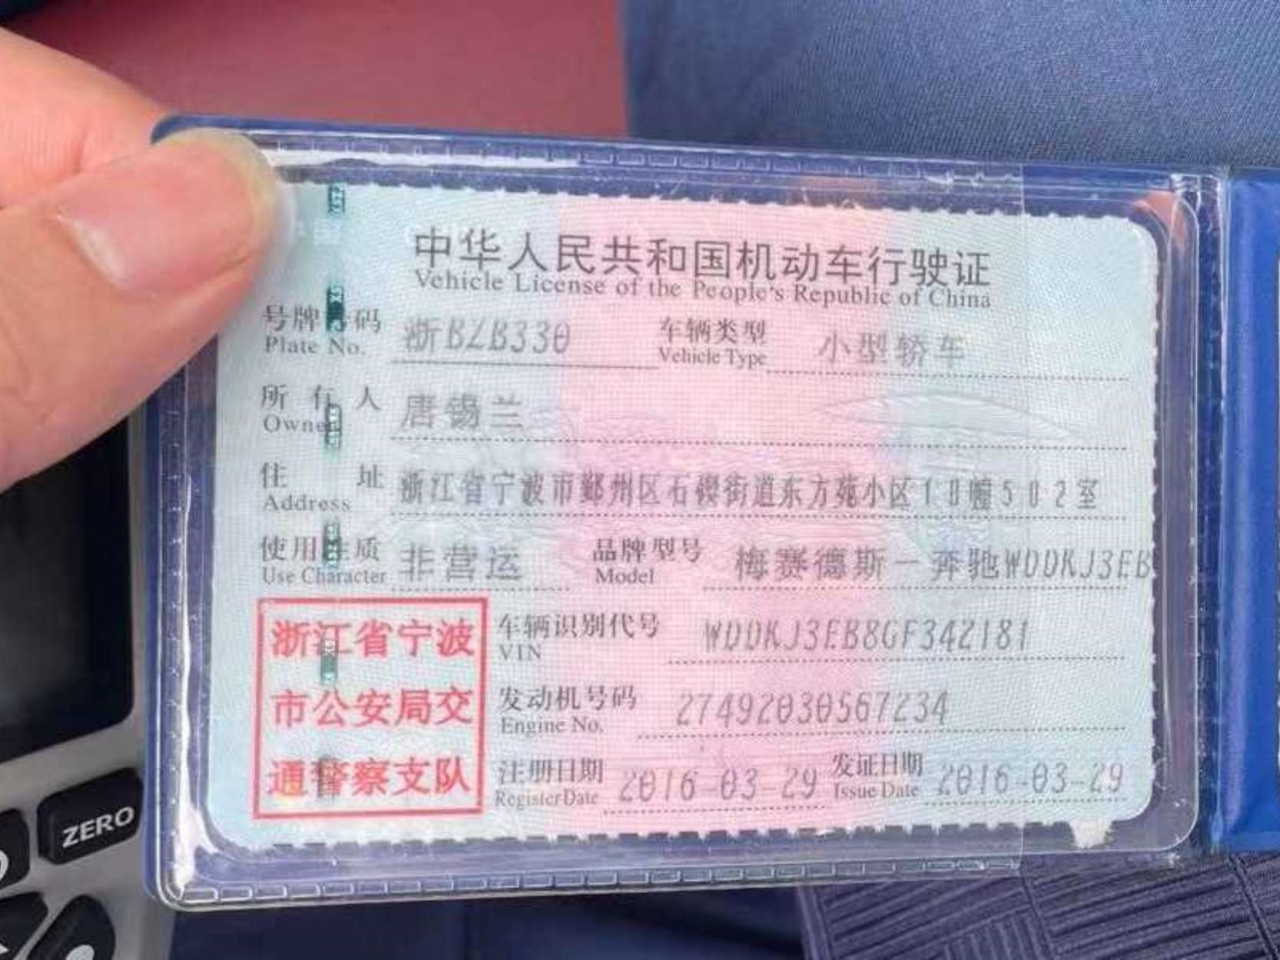 中华人民共和国机动车行驶证
Vehicle License of the People's Republic of China
号牌号码 浙BZB330 车辆类型 小型轿车
Plate No. Vehicle Type
所有人 唐锡兰
Owner
住址 浙江省宁波市鄞州区石碶街道东方苑小区10幢502室
Address
使用性质 非营运 品牌型号 梅赛德斯-奔驰WDDKJ3EB
Use Character Model
浙江省宁波 车辆识别代号 WDDKJ3EB8GF342181
VIN
市公安局交 发动机号码 27492030567234
Engine No.
通警察支队 注册日期 2016-03-29 发证日期 2016-03-29
Register Date Issue Date
ZERO